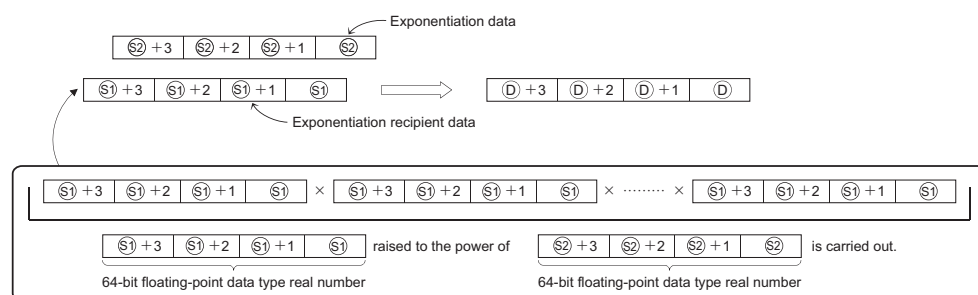 Exponentiation data
Ⓢ2 +3 Ⓢ2 +2 Ⓢ2 +1 Ⓢ2
Ⓢ1 +3 Ⓢ1 +2 Ⓢ1 +1 Ⓢ1 Ⓓ +3 Ⓓ +2 Ⓓ +1 Ⓓ
Exponentiation recipient data
Ⓢ1 +3 Ⓢ1 +2 Ⓢ1 +1 Ⓢ1 × Ⓢ1 +3 Ⓢ1 +2 Ⓢ1 +1 Ⓢ1 × ········· × Ⓢ1 +3 Ⓢ1 +2 Ⓢ1 +1 Ⓢ1
Ⓢ1 +3 Ⓢ1 +2 Ⓢ1 +1 Ⓢ1 raised to the power of Ⓢ2 +3 Ⓢ2 +2 Ⓢ2 +1 Ⓢ2 is carried out.
64-bit floating-point data type real number 64-bit floating-point data type real number